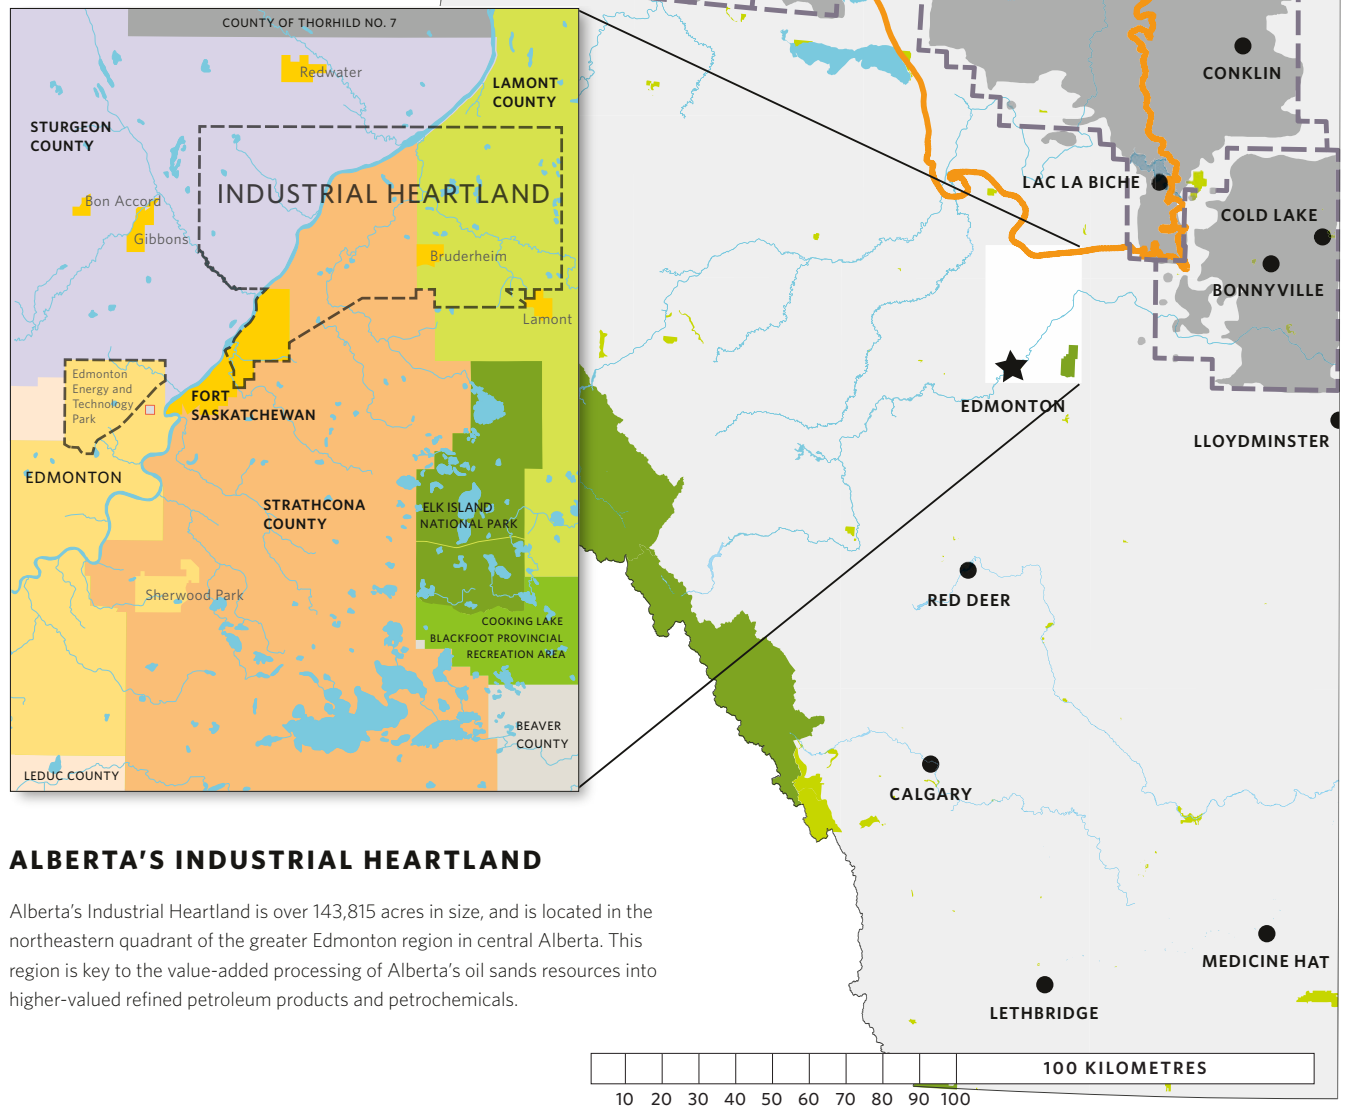 COUNTY OF THORHILD NO. 7
Redwater
LAMONT
COUNTY
STURGEON
COUNTY
INDUSTRIAL HEARTLAND
Bon Accord
Gibbons
Bruderheim
Lamont
Edmonton
Energy and
Technology
Park
FORT
SASKATCHEWAN
EDMONTON
STRATHCONA
COUNTY
ELK ISLAND
NATIONAL PARK
Sherwood Park
COOKING LAKE
BLACKFOOT PROVINCIAL
RECREATION AREA
BEAVER
COUNTY
LEDUC COUNTY
CONKLIN
LAC LA BICHE
COLD LAKE
BONNYVILLE
EDMONTON
LLOYDMINSTER
RED DEER
CALGARY
MEDICINE HAT
LETHBRIDGE
ALBERTA'S INDUSTRIAL HEARTLAND
Alberta's Industrial Heartland is over 143,815 acres in size, and is located in the
northeastern quadrant of the greater Edmonton region in central Alberta. This
region is key to the value-added processing of Alberta's oil sands resources into
higher-valued refined petroleum products and petrochemicals.
100 KILOMETRES
10 20 30 40 50 60 70 80 90 100